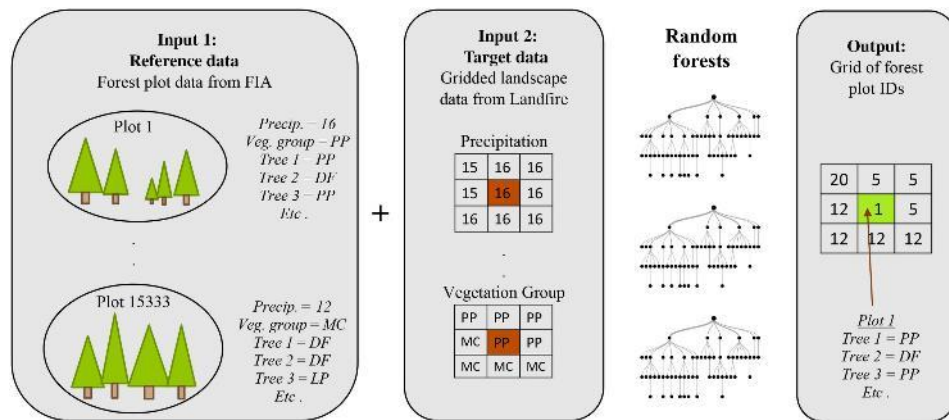 Input 1:
Reference data
Forest plot data from FIA
Plot 1
Precip. = 16
Veg. group = PP
Tree 1 = PP
Tree 2 = DF
Tree 3 = PP
Etc .
.
.
Plot 15333
Precip. = 12
Veg. group = MC
Tree 1 = DF
Tree 2 = DF
Tree 3 = LP
Etc .
+
Input 2:
Target data
Gridded landscape
data from Landfire
Precipitation
15 16 16
15 16 16
16 16 16
.
.
Vegetation Group
PP PP PP
MC PP PP
MC MC MC
Random
forests
Output:
Grid of forest
plot IDs
20 5 5
12 1 5
12 12 12
Plot 1
Tree 1 = PP
Tree 2 = DF
Tree 3 = PP
Etc .